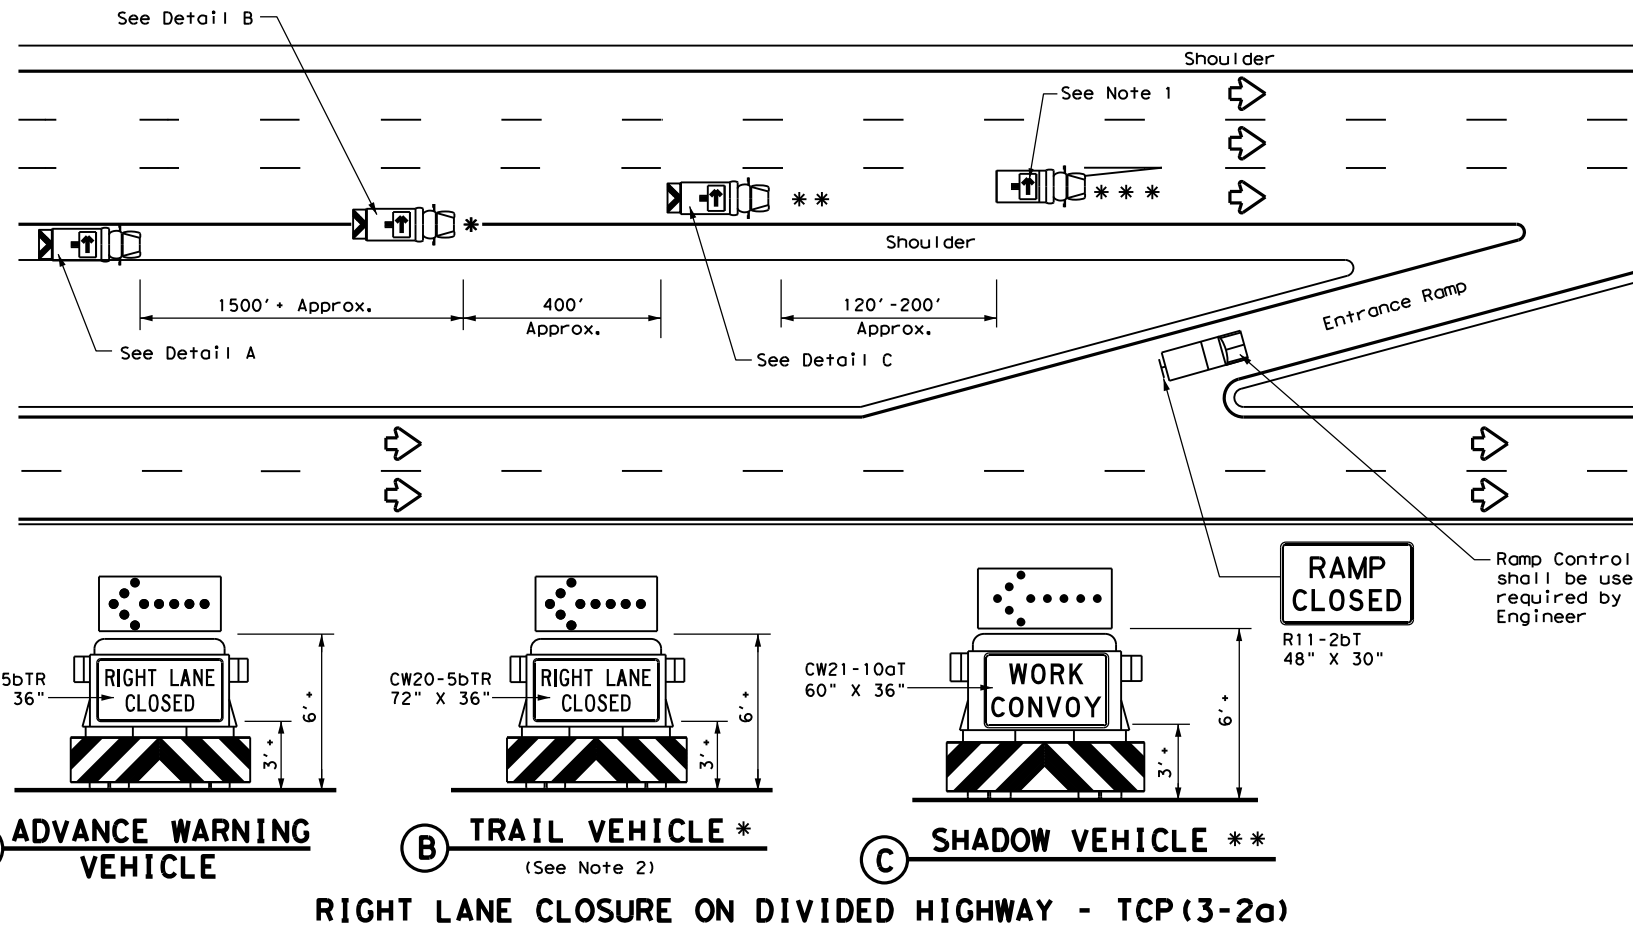 See Detail B
Shoulder
See Note 1
* * *
* *
*
Shoulder
1500'+ Approx.
400'
Approx.
120'-200'
Approx.
Entrance Ramp
See Detail A
See Detail C
RAMP
CLOSED
R11-2bT
48" X 30"
Ramp Control
shall be use
required by
Engineer
5bTR
36"
RIGHT LANE
CLOSED
6'+
3'+
CW20-5bTR
72" X 36"
RIGHT LANE
CLOSED
6'+
3'+
CW21-10aT
60" X 36"
WORK
CONVOY
6'+
3'+
ADVANCE WARNING
VEHICLE
B TRAIL VEHICLE *
(See Note 2)
C SHADOW VEHICLE **
RIGHT LANE CLOSURE ON DIVIDED HIGHWAY - TCP(3-2a)